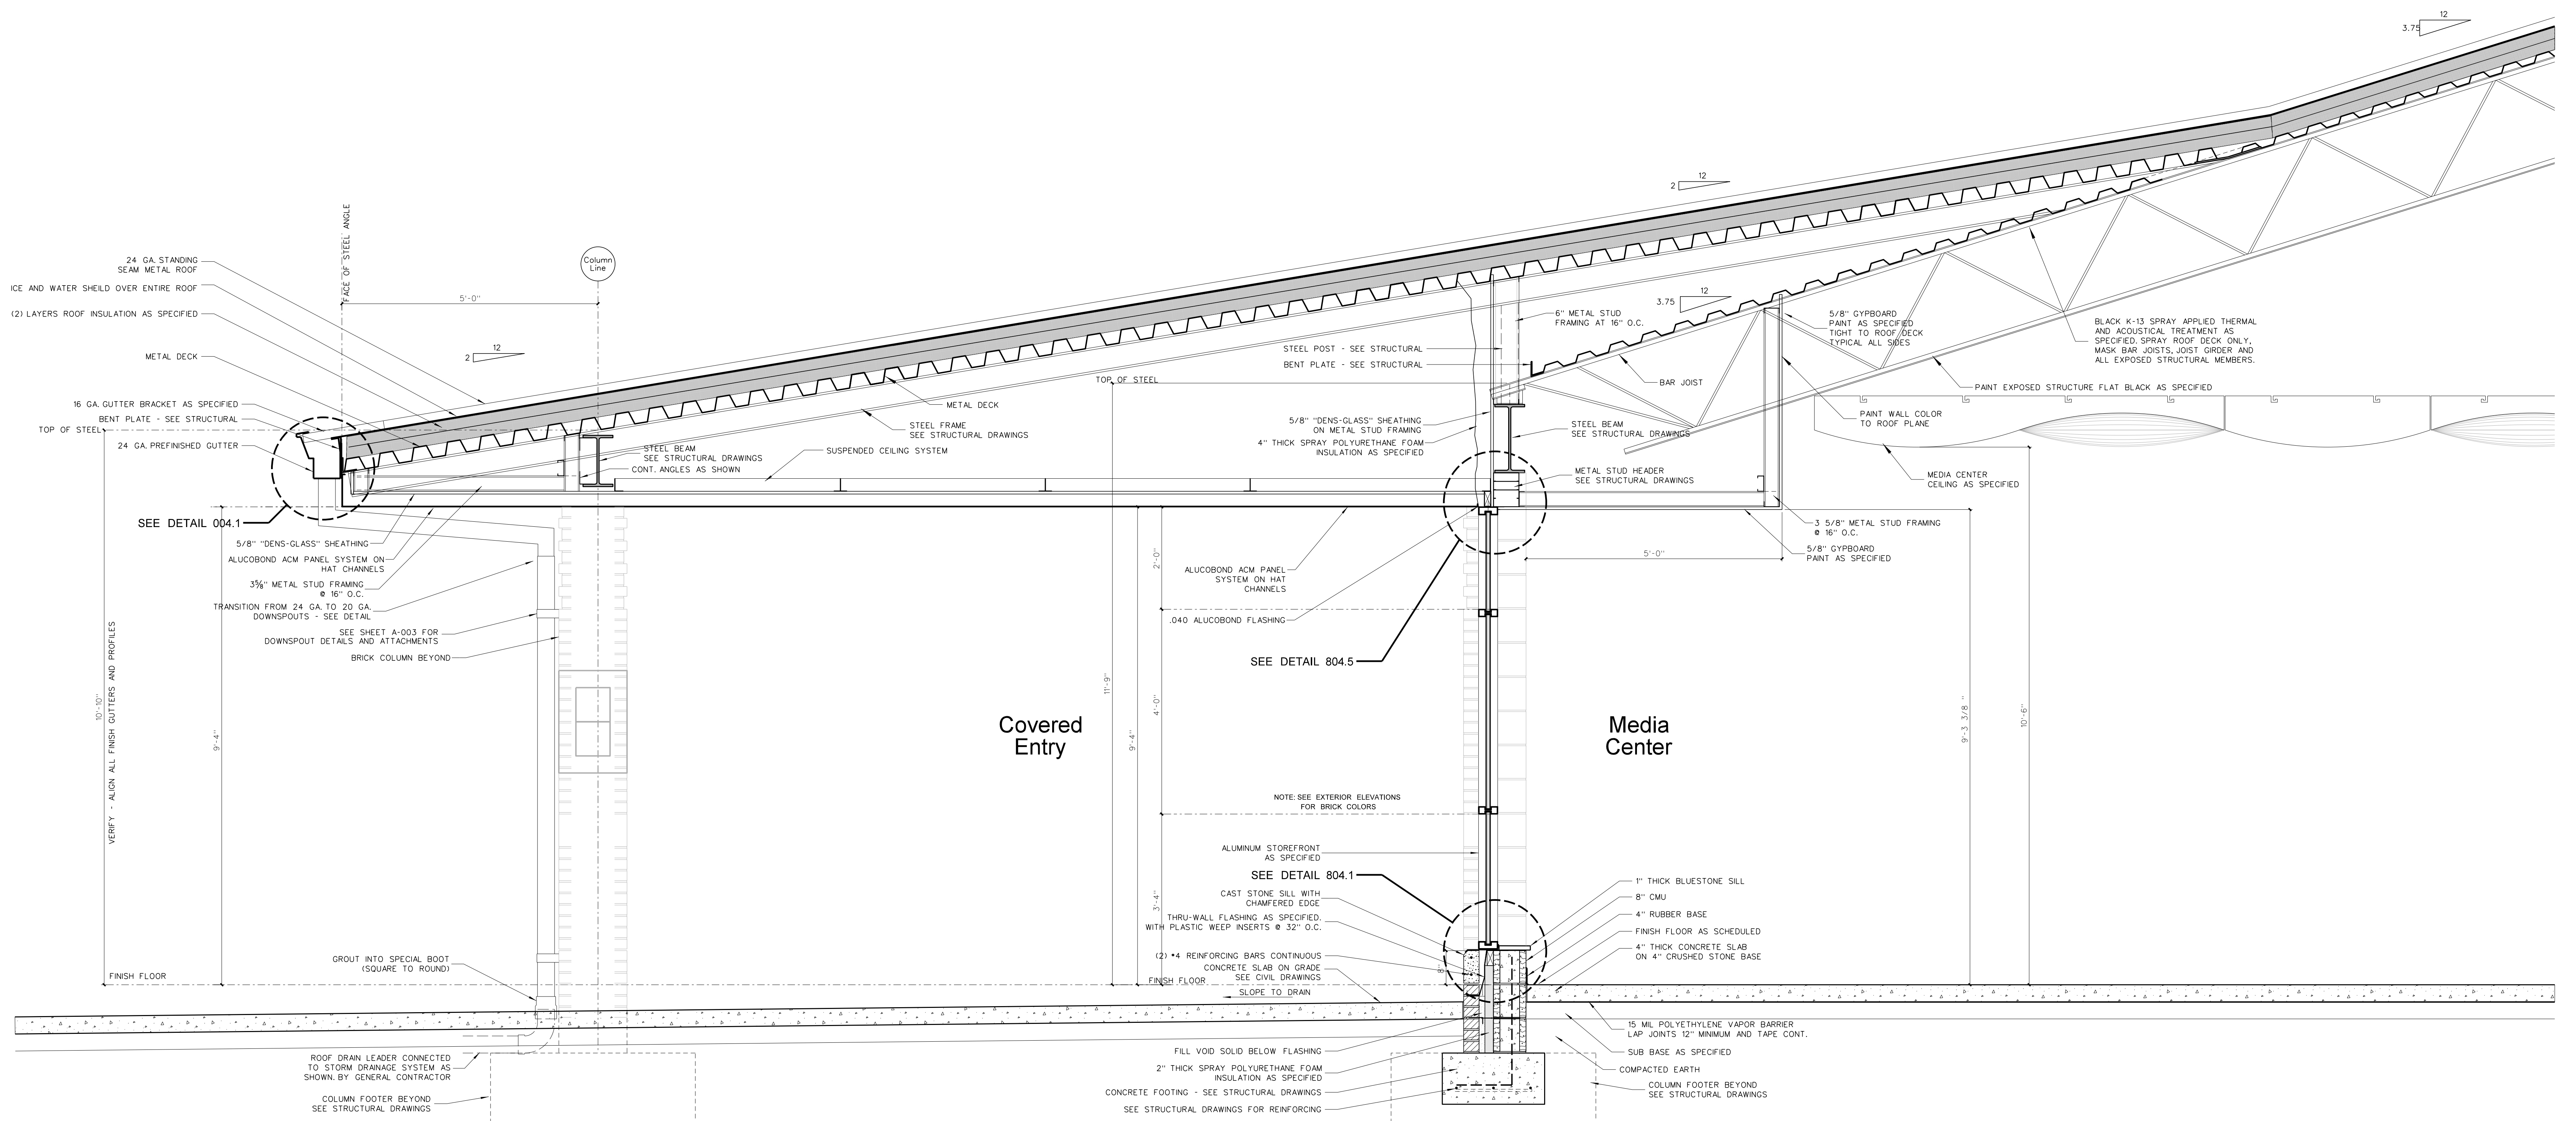 12
3.75
12
2
FACE OF STEEL ANGLE
24 GA. STANDING
SEAM METAL ROOF
Column
Line
ICE AND WATER SHEILD OVER ENTIRE ROOF
5'-0"
(2) LAYERS ROOF INSULATION AS SPECIFIED
12
3.75
6" METAL STUD
FRAMING AT 16" O.C.
5/8" GYPBOARD
PAINT AS SPECIFIED
TIGHT TO ROOF DECK
TYPICAL ALL SIDES
BLACK K-13 SPRAY APPLIED THERMAL
AND ACOUSTICAL TREATMENT AS
SPECIFIED. SPRAY ROOF DECK ONLY,
MASK BAR JOISTS, JOIST GIRDER AND
ALL EXPOSED STRUCTURAL MEMBERS.
METAL DECK
12
2
STEEL POST - SEE STRUCTURAL
BENT PLATE - SEE STRUCTURAL
TOP OF STEEL
BAR JOIST
PAINT EXPOSED STRUCTURE FLAT BLACK AS SPECIFIED
16 GA. GUTTER BRACKET AS SPECIFIED
METAL DECK
BENT PLATE - SEE STRUCTURAL
TOP OF STEEL
24 GA. PREFINISHED GUTTER
STEEL FRAME
SEE STRUCTURAL DRAWINGS
5/8" "DENS-GLASS" SHEATHING
ON METAL STUD FRAMING
4" THICK SPRAY POLYURETHANE FOAM
INSULATION AS SPECIFIED
STEEL BEAM
SEE STRUCTURAL DRAWINGS
PAINT WALL COLOR
TO ROOF PLANE
STEEL BEAM
SEE STRUCTURAL DRAWINGS
CONT. ANGLES AS SHOWN
SUSPENDED CEILING SYSTEM
METAL STUD HEADER
SEE STRUCTURAL DRAWINGS
MEDIA CENTER
CEILING AS SPECIFIED
SEE DETAIL 004.1
3 5/8" METAL STUD FRAMING
@ 16" O.C.
5/8" "DENS-GLASS" SHEATHING
5/8" GYPBOARD
PAINT AS SPECIFIED
5'-0"
ALUCOBOND ACM PANEL SYSTEM ON
HAT CHANNELS
2'-0"
ALUCOBOND ACM PANEL
SYSTEM ON HAT
CHANNELS
3⅝" METAL STUD FRAMING
@ 16" O.C.
TRANSITION FROM 24 GA. TO 20 GA.
DOWNSPOUTS - SEE DETAIL
.040 ALUCOBOND FLASHING
SEE SHEET A-003 FOR
DOWNSPOUT DETAILS AND ATTACHMENTS
BRICK COLUMN BEYOND
SEE DETAIL 804.5
10'-10"
VERIFY - ALIGN ALL FINISH GUTTERS AND PROFILES
9'-4"
11'-9"
9'-4"
4'-0"
9'-3 3/8 "
10'-6"
Covered
Entry
Media
Center
NOTE: SEE EXTERIOR ELEVATIONS
FOR BRICK COLORS
ALUMINUM STOREFRONT
AS SPECIFIED
SEE DETAIL 804.1
3'-4"
CAST STONE SILL WITH
CHAMFERED EDGE
THRU-WALL FLASHING AS SPECIFIED.
WITH PLASTIC WEEP INSERTS @ 32" O.C.
1" THICK BLUESTONE SILL
8" CMU
4" RUBBER BASE
FINISH FLOOR AS SCHEDULED
4" THICK CONCRETE SLAB
ON 4" CRUSHED STONE BASE
GROUT INTO SPECIAL BOOT
(SQUARE TO ROUND)
(2) #4 REINFORCING BARS CONTINUOUS
8"
CONCRETE SLAB ON GRADE
SEE CIVIL DRAWINGS
FINISH FLOOR
FINISH FLOOR
SLOPE TO DRAIN
15 MIL POLYETHYLENE VAPOR BARRIER
LAP JOINTS 12" MINIMUM AND TAPE CONT.
FILL VOID SOLID BELOW FLASHING
SUB BASE AS SPECIFIED
ROOF DRAIN LEADER CONNECTED
TO STORM DRAINAGE SYSTEM AS
SHOWN. BY GENERAL CONTRACTOR
2" THICK SPRAY POLYURETHANE FOAM
INSULATION AS SPECIFIED
COMPACTED EARTH
COLUMN FOOTER BEYOND
SEE STRUCTURAL DRAWINGS
CONCRETE FOOTING - SEE STRUCTURAL DRAWINGS
COLUMN FOOTER BEYOND
SEE STRUCTURAL DRAWINGS
SEE STRUCTURAL DRAWINGS FOR REINFORCING